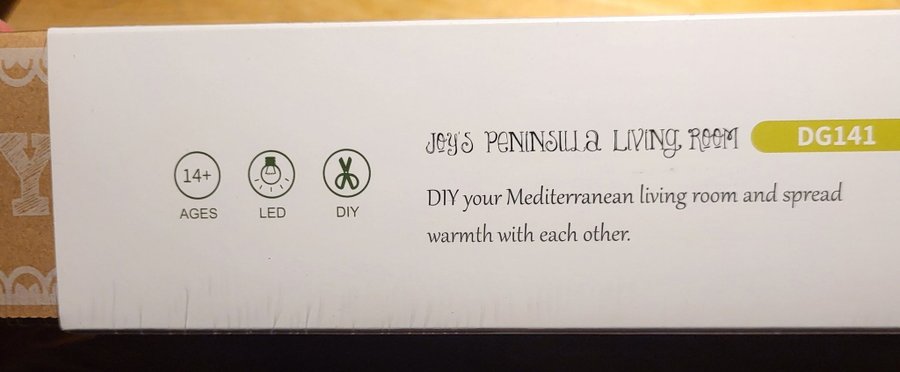 Y
14+
AGES
LED
DIY
JOY'S PENINSULLA LIVING ROOM
DG141
DIY your Mediterranean living room and spread
warmth with each other.